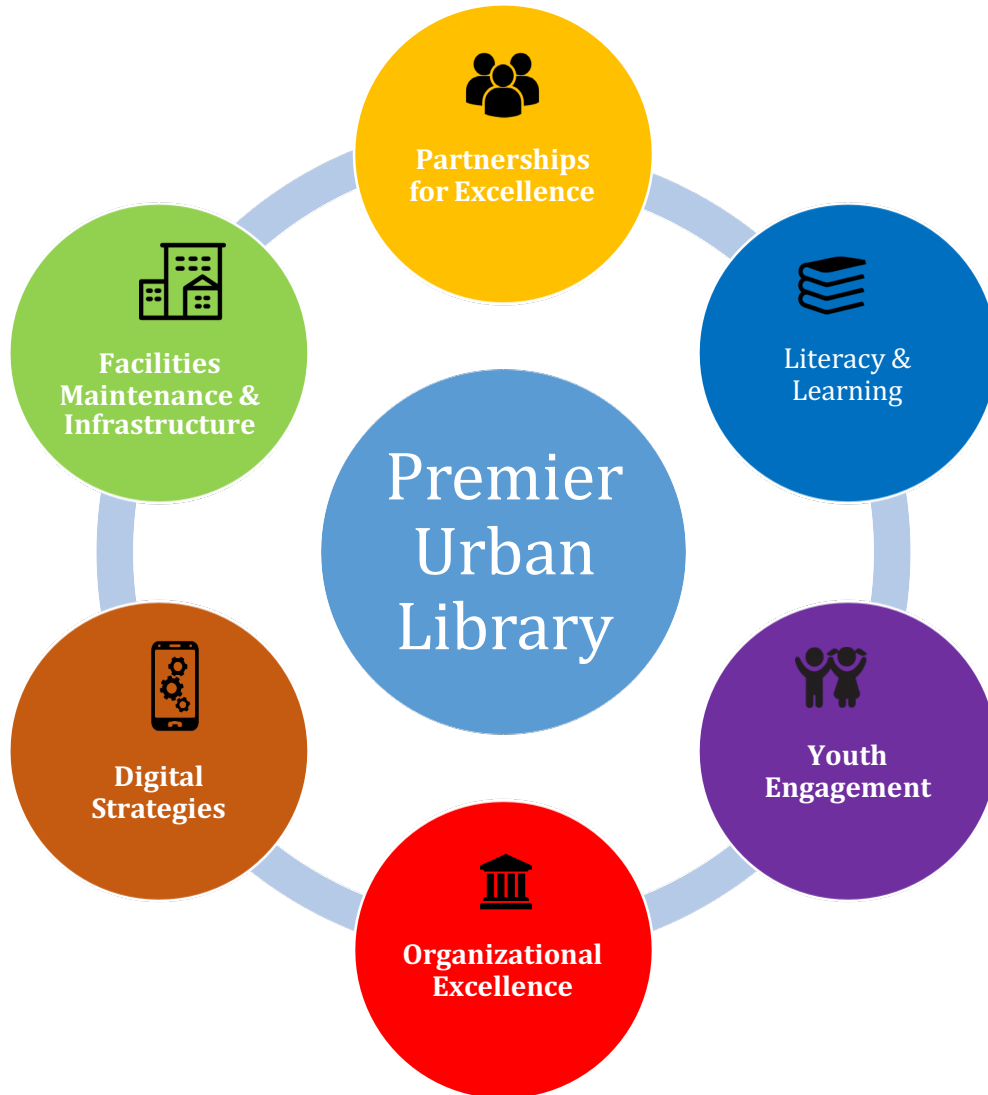 Partnerships
for Excellence
Literacy &
Learning
Youth
Engagement
Organizational
Excellence
Digital
Strategies
Facilities
Maintenance &
Infrastructure
Premier
Urban
Library